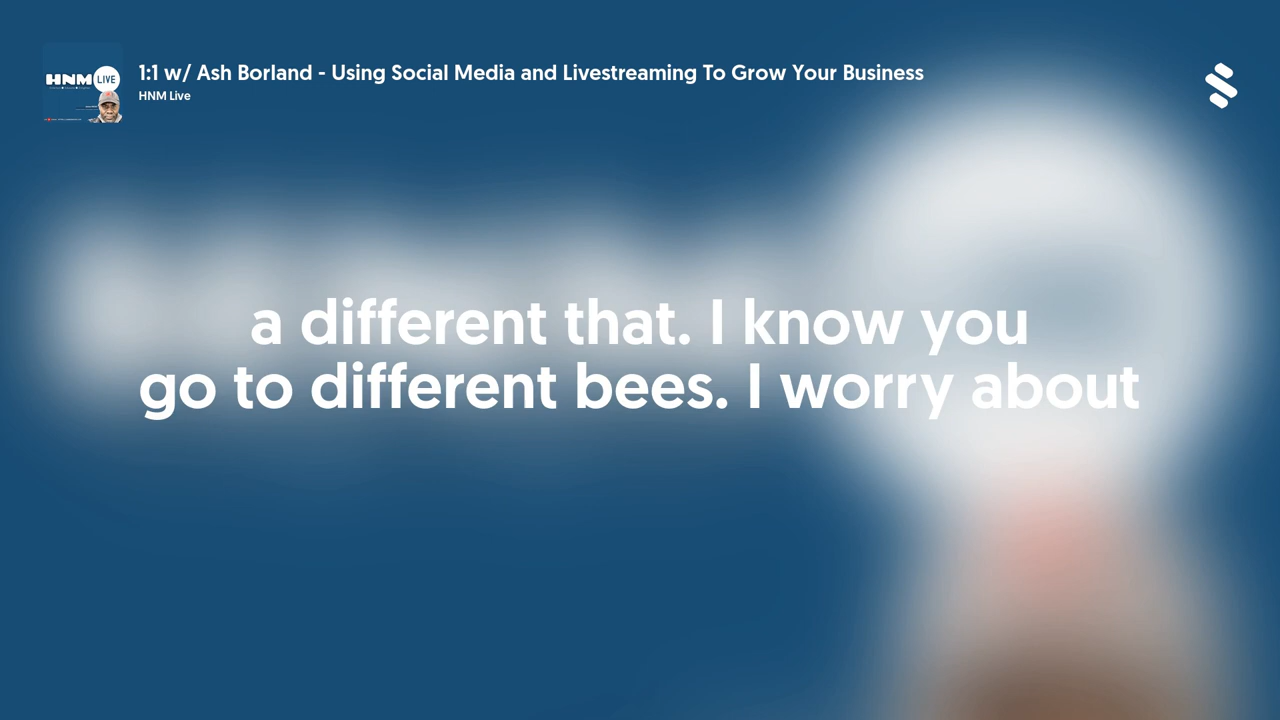 HNM LIVE
1:1 w/ Ash Borland - Using Social Media and Livestreaming To Grow Your Business
HNM Live
a different that. I know you
go to different bees. I worry about